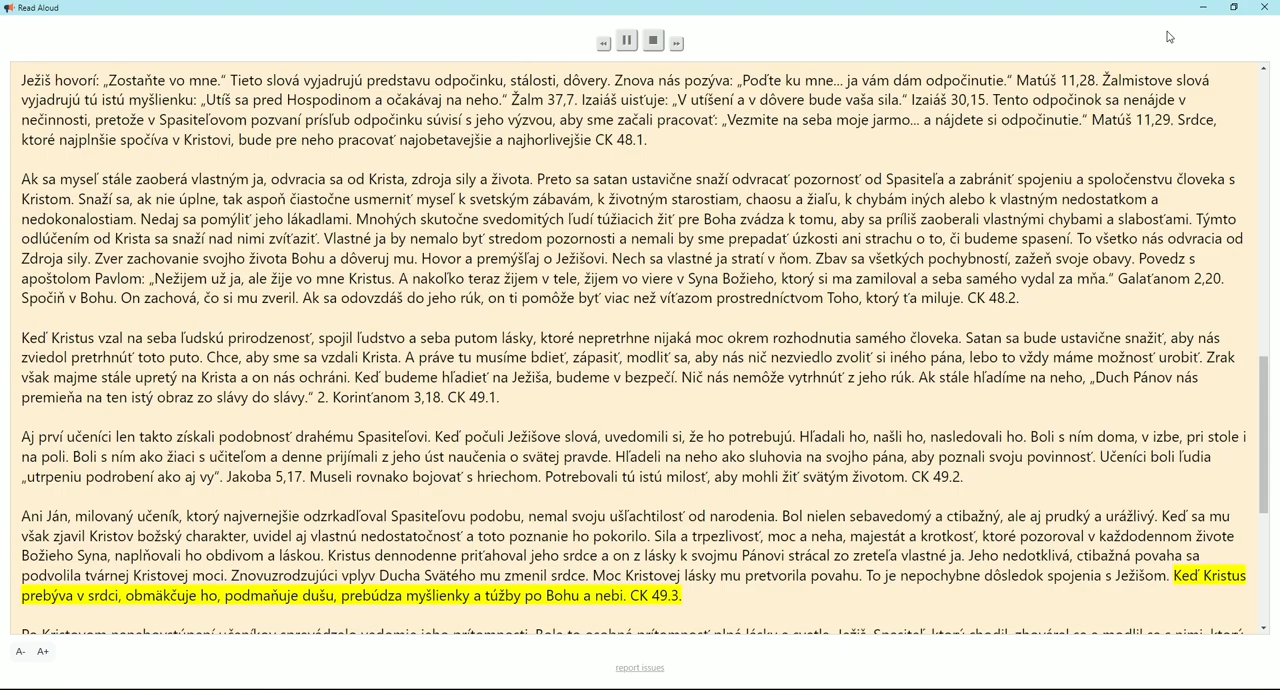 Read Aloud
Ježiš hovorí: „Zostaňte vo mne.“ Tieto slová vyjadrujú predstavu odpočinku, stálosti, dôvery. Znova nás pozýva: „Poďte ku mne... ja vám dám odpočinutie.“ Matúš 11,28. Žalmistove slová
vyjadrujú tú istú myšlienku: „Utíš sa pred Hospodinom a očakávaj na neho.“ Žalm 37,7. Izaiáš uisťuje: „V utíšení a v dôvere bude vaša sila.“ Izaiáš 30,15. Tento odpočinok sa nenájde v
nečinnosti, pretože v Spasiteľovom pozvaní prísľub odpočinku súvisí s jeho výzvou, aby sme začali pracovať: „Vezmite na seba moje jarmo... a nájdete si odpočinutie.“ Matúš 11,29. Srdce,
ktoré najplnšie spočíva v Kristovi, bude pre neho pracovať najobetavejšie a najhorlivejšie CK 48.1.
Ak sa myseľ stále zaoberá vlastným ja, odvracia sa od Krista, zdroja sily a života. Preto sa satan ustavične snaží odvracať pozornosť od Spasiteľa a zabrániť spojeniu a spoločenstvu človeka s
Kristom. Snaží sa, ak nie úplne, tak aspoň čiastočne usmerniť myseľ k svetským zábavám, k životným starostiam, chaosu a žiaľu, k chybám iných alebo k vlastným nedostatkom a
nedokonalostiam. Nedaj sa pomýliť jeho lákadlami. Mnohých skutočne svedomitých ľudí túžiacich žiť pre Boha zvádza k tomu, aby sa príliš zaoberali vlastnými chybami a slabosťami. Týmto
odlúčením od Krista sa snaží nad nimi zvíťaziť. Vlastné ja by nemalo byť stredom pozornosti a nemali by sme prepadať úzkosti ani strachu o to, či budeme spasení. To všetko nás odvracia od
Zdroja sily. Zver zachovanie svojho života Bohu a dôveruj mu. Hovor a premýšľaj o Ježišovi. Nech sa vlastné ja stratí v ňom. Zbav sa všetkých pochybností, zažeň svoje obavy. Povedz s
apoštolom Pavlom: „Nežijem už ja, ale žije vo mne Kristus. A nakoľko teraz žijem v tele, žijem vo viere v Syna Božieho, ktorý si ma zamiloval a seba samého vydal za mňa.“ Galaťanom 2,20.
Spočiň v Bohu. On zachová, čo si mu zveril. Ak sa odovzdáš do jeho rúk, on ti pomôže byť viac než víťazom prostredníctvom Toho, ktorý ťa miluje. CK 48.2.
Keď Kristus vzal na seba ľudskú prirodzenosť, spojil ľudstvo a seba putom lásky, ktoré nepretrhne nijaká moc okrem rozhodnutia samého človeka. Satan sa bude ustavične snažiť, aby nás
zviedol pretrhnúť toto puto. Chce, aby sme sa vzdali Krista. A práve tu musíme bdieť, zápasiť, modliť sa, aby nás nič nezviedlo zvoliť si iného pána, lebo to vždy máme možnosť urobiť. Zrak
však majme stále upretý na Krista a on nás ochráni. Keď budeme hľadieť na Ježiša, budeme v bezpečí. Nič nás nemôže vytrhnúť z jeho rúk. Ak stále hľadíme na neho, „Duch Pánov nás
premieňa na ten istý obraz zo slávy do slávy.“ 2. Korinťanom 3,18. CK 49.1.
Aj prví učeníci len takto získali podobnosť drahému Spasiteľovi. Keď počuli Ježišove slová, uvedomili si, že ho potrebujú. Hľadali ho, našli ho, nasledovali ho. Boli s ním doma, v izbe, pri stole i
na poli. Boli s ním ako žiaci s učiteľom a denne prijímali z jeho úst naučenia o svätej pravde. Hľadeli na neho ako sluhovia na svojho pána, aby poznali svoju povinnosť. Učeníci boli ľudia
„utrpeniu podrobení ako aj vy“. Jakoba 5,17. Museli rovnako bojovať s hriechom. Potrebovali tú istú milosť, aby mohli žiť svätým životom. CK 49.2.
Ani Ján, milovaný učeník, ktorý najvernejšie odzrkadľoval Spasiteľovu podobu, nemal svoju ušľachtilosť od narodenia. Bol nielen sebavedomý a ctibažný, ale aj prudký a urážlivý. Keď sa mu
však zjavil Kristov božský charakter, uvidel aj vlastnú nedostatočnosť a toto poznanie ho pokorilo. Sila a trpezlivosť, moc a neha, majestát a krotkosť, ktoré pozoroval v každodennom živote
Božieho Syna, naplňovali ho obdivom a láskou. Kristus dennodenne priťahoval jeho srdce a on z lásky k svojmu Pánovi strácal zo zreteľa vlastné ja. Jeho nedotklivá, ctibažná povaha sa
podvolila tvárnej Kristovej moci. Znovuzrodzujúci vplyv Ducha Svätého mu zmenil srdce. Moc Kristovej lásky mu pretvorila povahu. To je nepochybne dôsledok spojenia s Ježišom. Keď Kristus
prebýva v srdci, obmäkčuje ho, podmaňuje dušu, prebúdza myšlienky a túžby po Bohu a nebi. CK 49.3.
A- A+
report issues